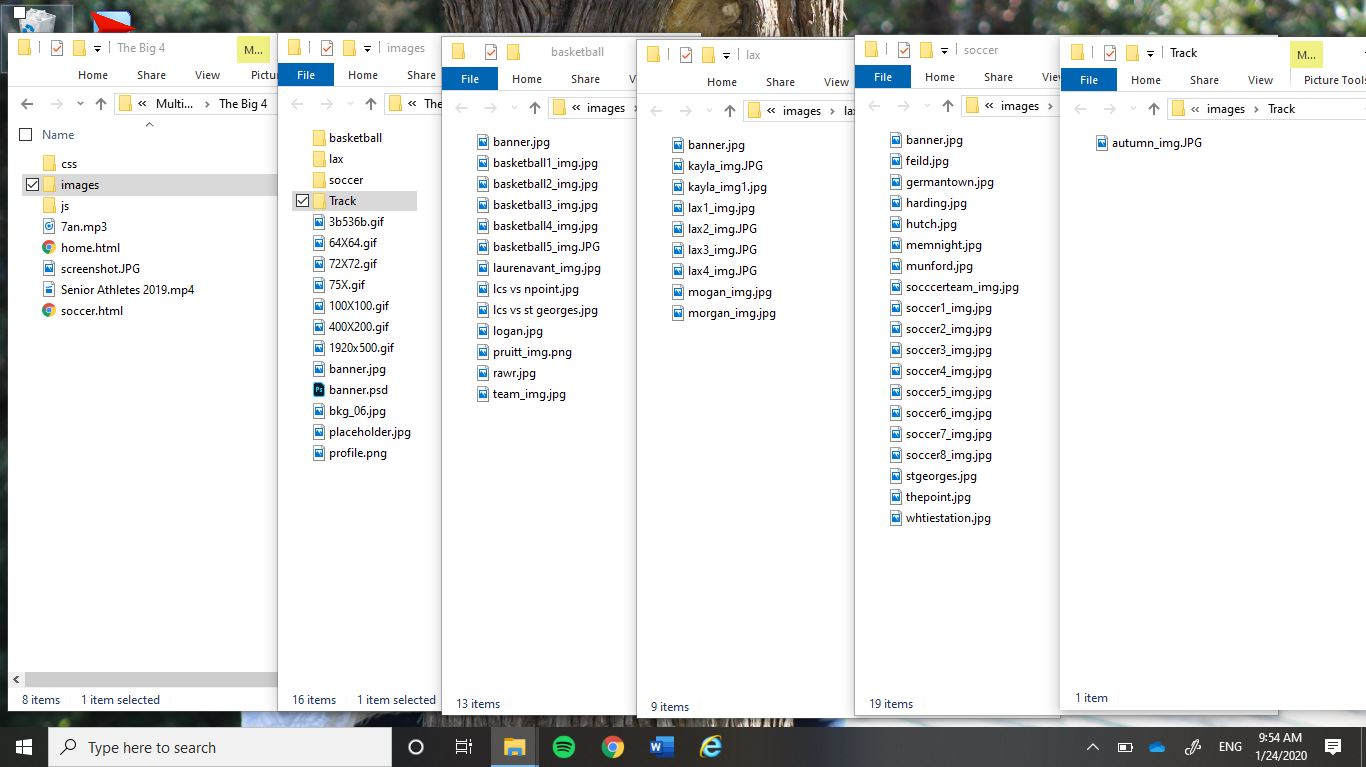 The Big 4
M...
Home Share View Pictu
Multi... The Big 4
Name
css
images
js
7an.mp3
home.html
screenshot.JPG
Senior Athletes 2019.mp4
soccer.html
8 items 1 item selected
images
File Home Share
The
basketball
lax
soccer
Track
3b536b.gif
64X64.gif
72X72.gif
75X.gif
100X100.gif
400X200.gif
1920x500.gif
banner.jpg
banner.psd
bkg_06.jpg
placeholder.jpg
profile.png
16 items 1 item selected
basketball
File Home Share V
images
banner.jpg
basketball1_img.jpg
basketball2_img.jpg
basketball3_img.jpg
basketball4_img.jpg
basketball5_img.JPG
laurenavant_img.jpg
lcs vs npoint.jpg
lcs vs st georges.jpg
logan.jpg
pruitt_img.png
rawr.jpg
team_img.jpg
13 items
lax
Home Share View
images lax
banner.jpg
kayla_img.JPG
kayla_img1.jpg
lax1_img.jpg
lax2_img.JPG
lax3_img.JPG
lax4_img.JPG
mogan_img.jpg
morgan_img.jpg
9 items
soccer
File Home Share View
images
banner.jpg
feild.jpg
germantown.jpg
harding.jpg
hutch.jpg
memnight.jpg
munford.jpg
socccerteam_img.jpg
soccer1_img.jpg
soccer2_img.jpg
soccer3_img.jpg
soccer4_img.jpg
soccer5_img.jpg
soccer6_img.jpg
soccer7_img.jpg
soccer8_img.jpg
stgeorges.jpg
thepoint.jpg
whtiestation.jpg
19 items
Track
M...
File Home Share View Picture Tools
images Track
autumn_img.JPG
1 item
Type here to search
ENG
9:54 AM
1/24/2020